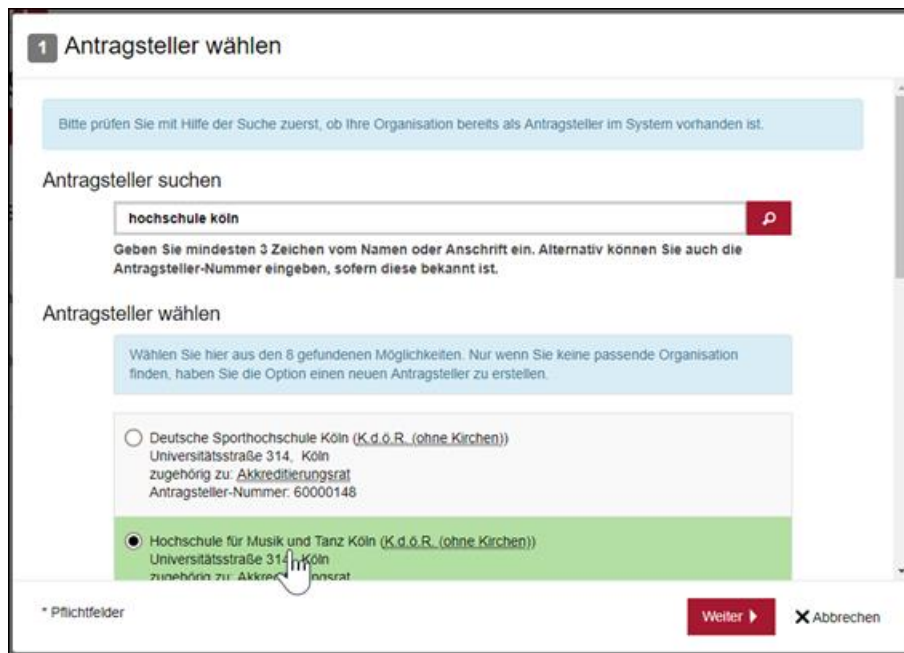 1 Antragsteller wählen
Bitte prüfen Sie mit Hilfe der Suche zuerst, ob Ihre Organisation bereits als Antragsteller im System vorhanden ist.
Antragsteller suchen
hochschule köln
Geben Sie mindesten 3 Zeichen vom Namen oder Anschrift ein. Alternativ können Sie auch die
Antragsteller-Nummer eingeben, sofern diese bekannt ist.
Antragsteller wählen
Wählen Sie hier aus den 8 gefundenen Möglichkeiten. Nur wenn Sie keine passende Organisation
finden, haben Sie die Option einen neuen Antragsteller zu erstellen.
Deutsche Sporthochschule Köln (K.d.ö.R. (ohne Kirchen))
Universitätsstraße 314, Köln
zugehörig zu: Akkreditierungsrat
Antragsteller-Nummer: 60000148
Hochschule für Musik und Tanz Köln (K.d.ö.R. (ohne Kirchen))
Universitätsstraße 314, Köln
zugehörig zu:
* Pflichtfelder
Weiter
Abbrechen